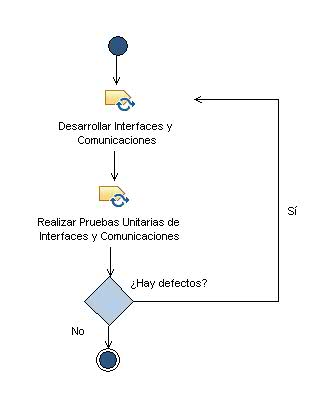 Desarrollar Interfaces y
Comunicaciones
Realizar Pruebas Unitarias de
Interfaces y Comunicaciones
¿Hay defectos?
Sí
No